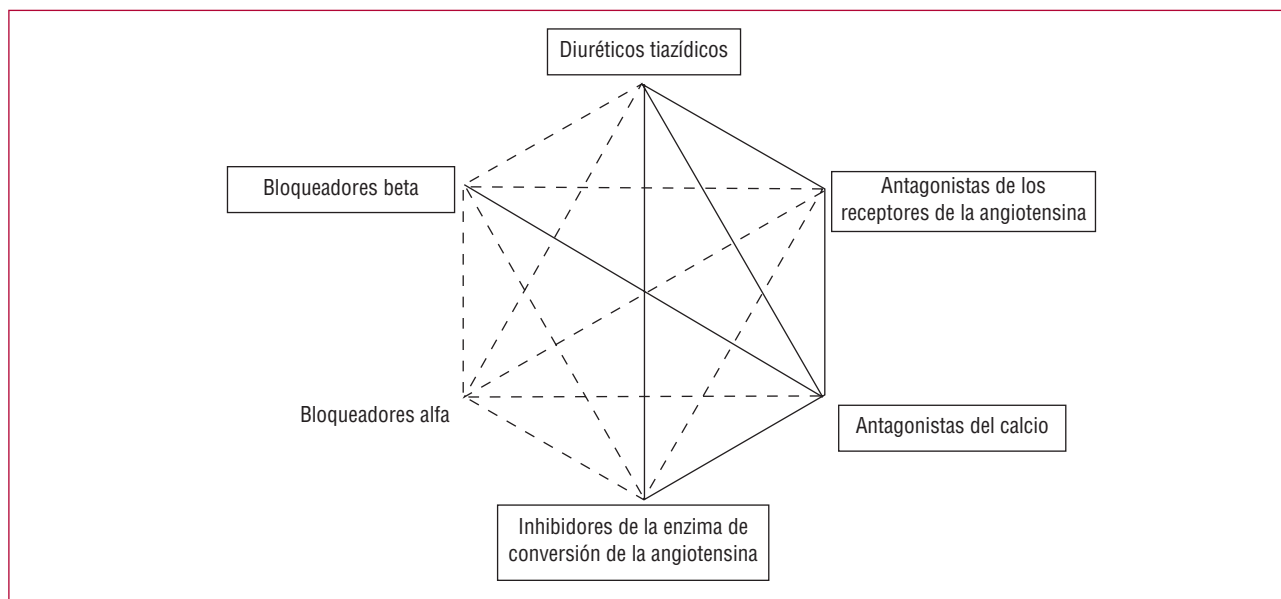 Diuréticos tiazídicos
Bloqueadores beta
Antagonistas de los
receptores de la angiotensina
Bloqueadores alfa
Antagonistas del calcio
Inhibidores de la enzima de
conversión de la angiotensina